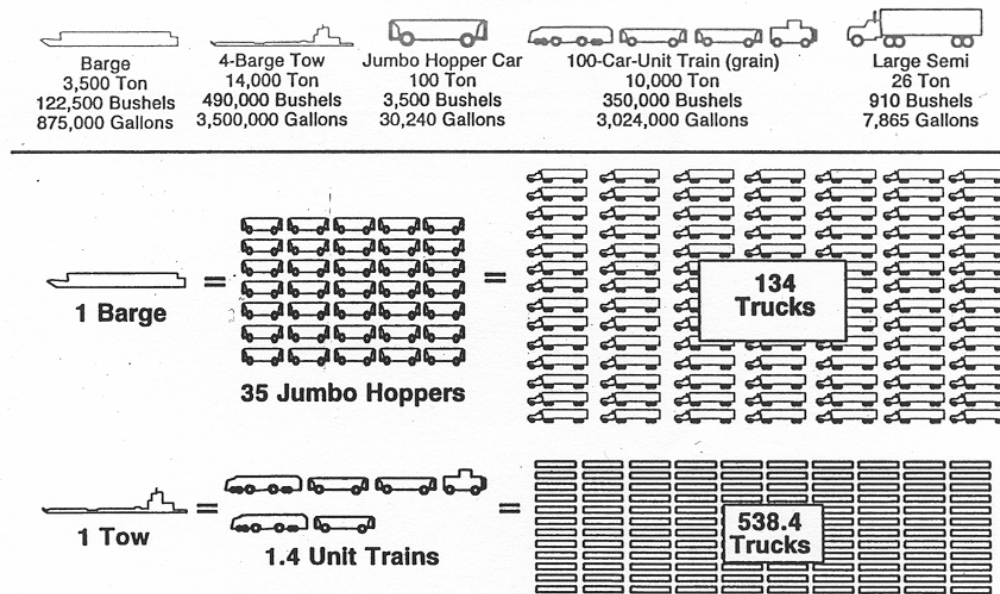 Barge
3,500 Ton
122,500 Bushels
875,000 Gallons
4-Barge Tow
14,000 Ton
490,000 Bushels
3,500,000 Gallons
Jumbo Hopper Car
100 Ton
3,500 Bushels
30,240 Gallons
100-Car-Unit Train (grain)
10,000 Ton
350,000 Bushels
3,024,000 Gallons
Large Semi
26 Ton
910 Bushels
7,865 Gallons
1 Barge
=
35 Jumbo Hoppers
=
134
Trucks
1 Tow
=
1.4 Unit Trains
=
538.4
Trucks